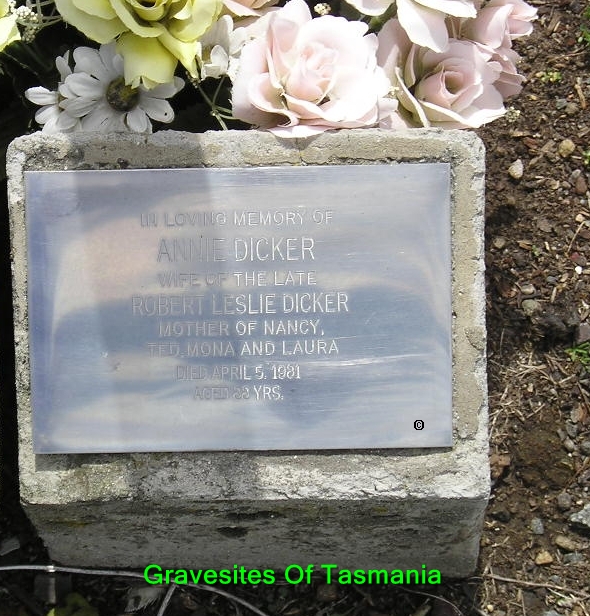 IN LOVING MEMORY OF
ANNIE DICKER
WIFE OF THE LATE
ROBERT LESLIE DICKER
MOTHER OF NANCY,
TED, MONA AND LAURA
DIED APRIL 5, 1981
AGED YRS.
©
Gravesites Of Tasmania